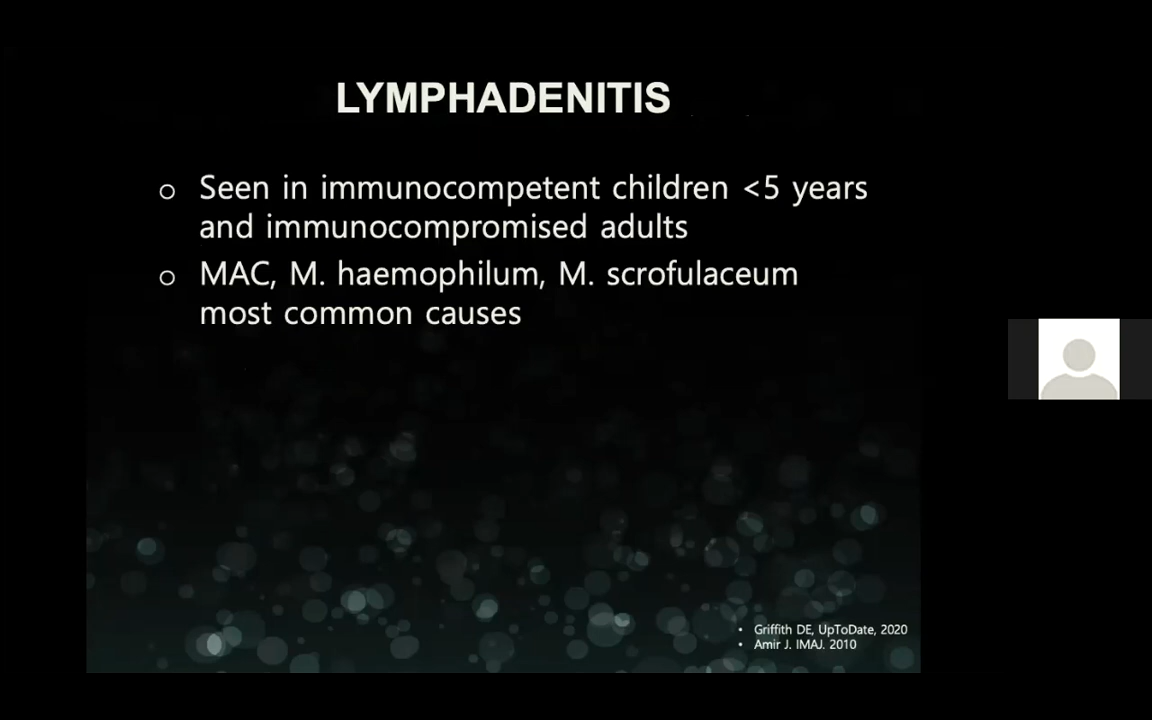 LYMPHADENITIS
o Seen in immunocompetent children <5 years
and immunocompromised adults
o MAC, M. haemophilum, M. scrofulaceum
most common causes
• Griffith DE, UpToDate, 2020
• Amir J. IMAJ. 2010